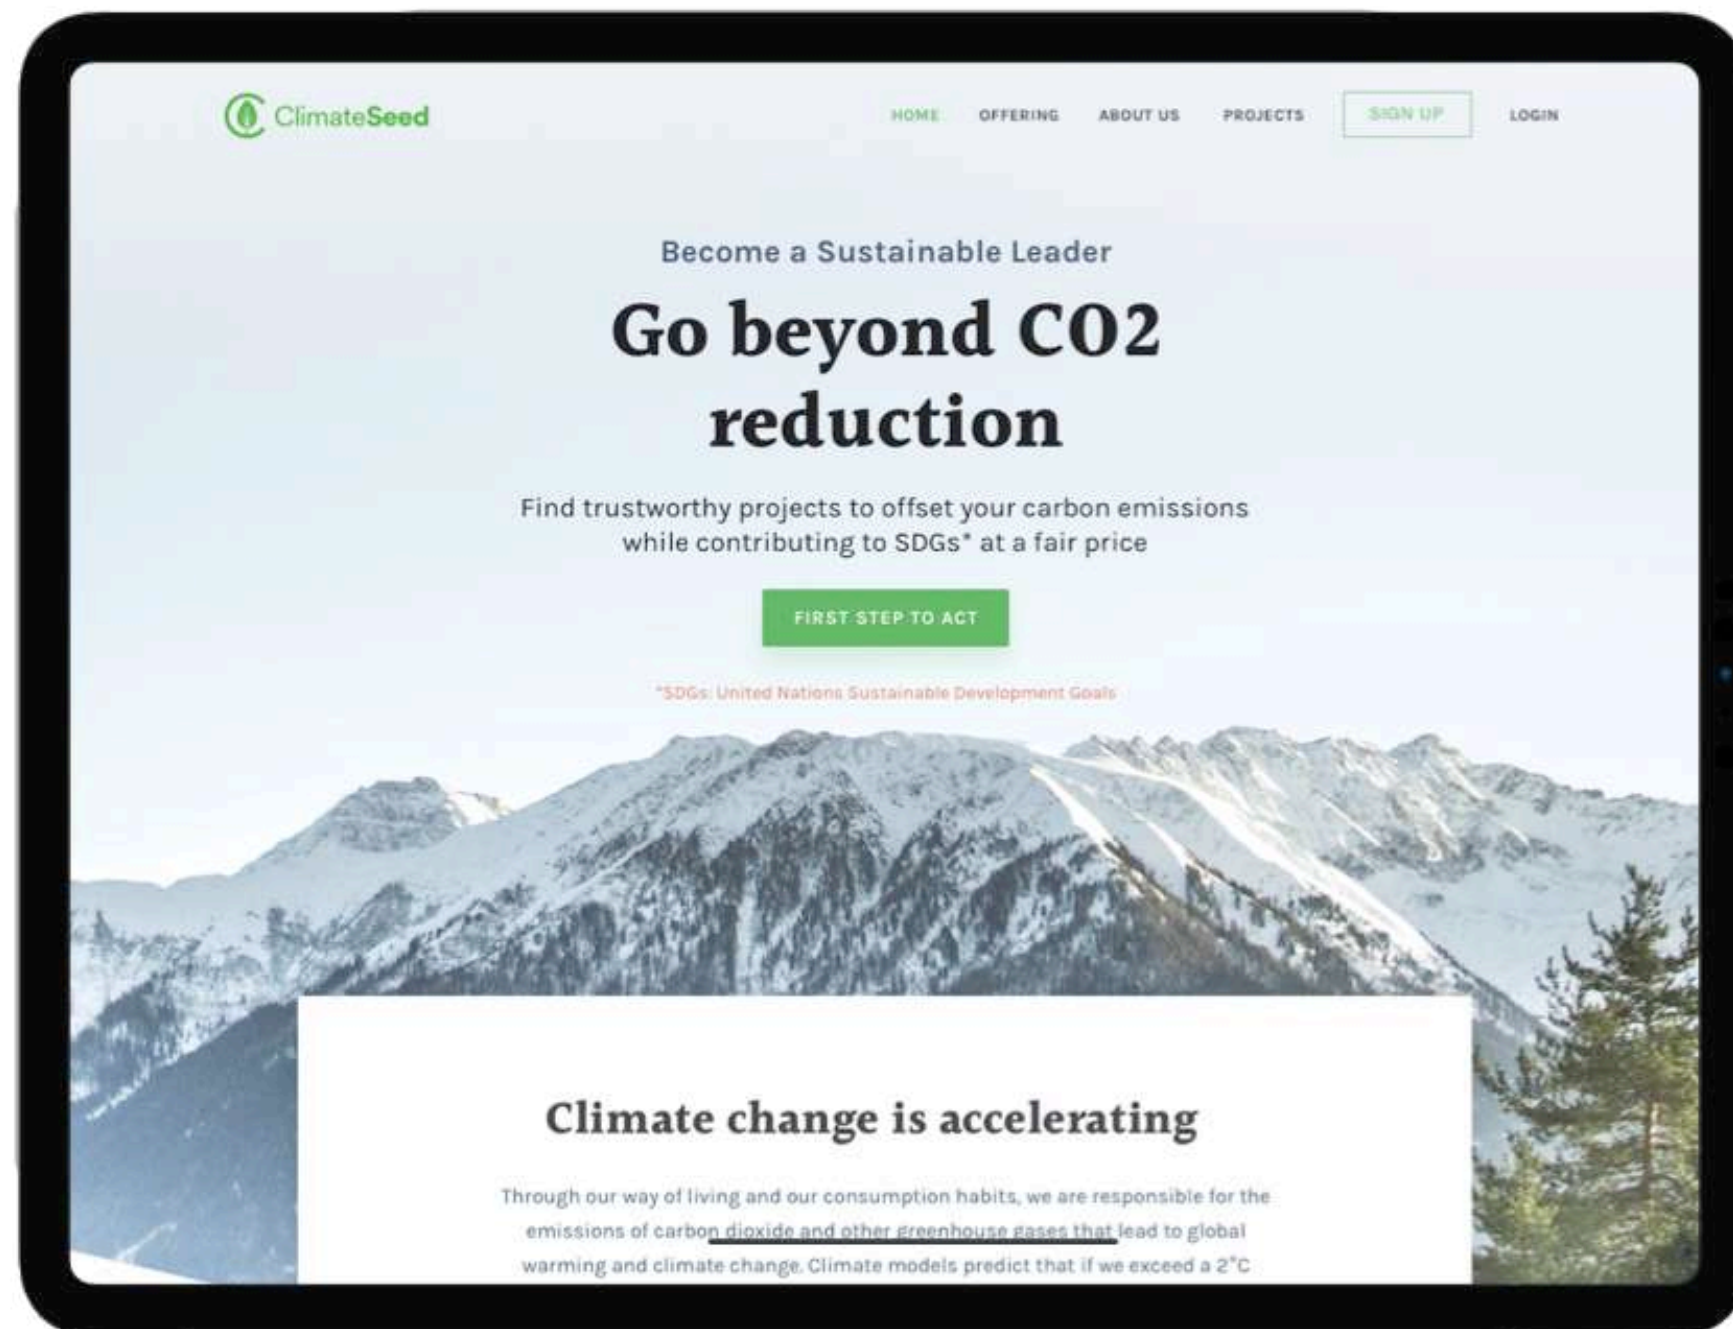 ClimateSeed
HOME OFFERING ABOUT US PROJECTS SIGN UP LOGIN
Become a Sustainable Leader
Go beyond CO2
reduction
Find trustworthy projects to offset your carbon emissions
while contributing to SDGs* at a fair price
FIRST STEP TO ACT
*SDGs: United Nations Sustainable Development Goals
Climate change is accelerating
Through our way of living and our consumption habits, we are responsible for the
emissions of carbon dioxide and other greenhouse gases that lead to global
warming and climate change. Climate models predict that if we exceed a 2°C